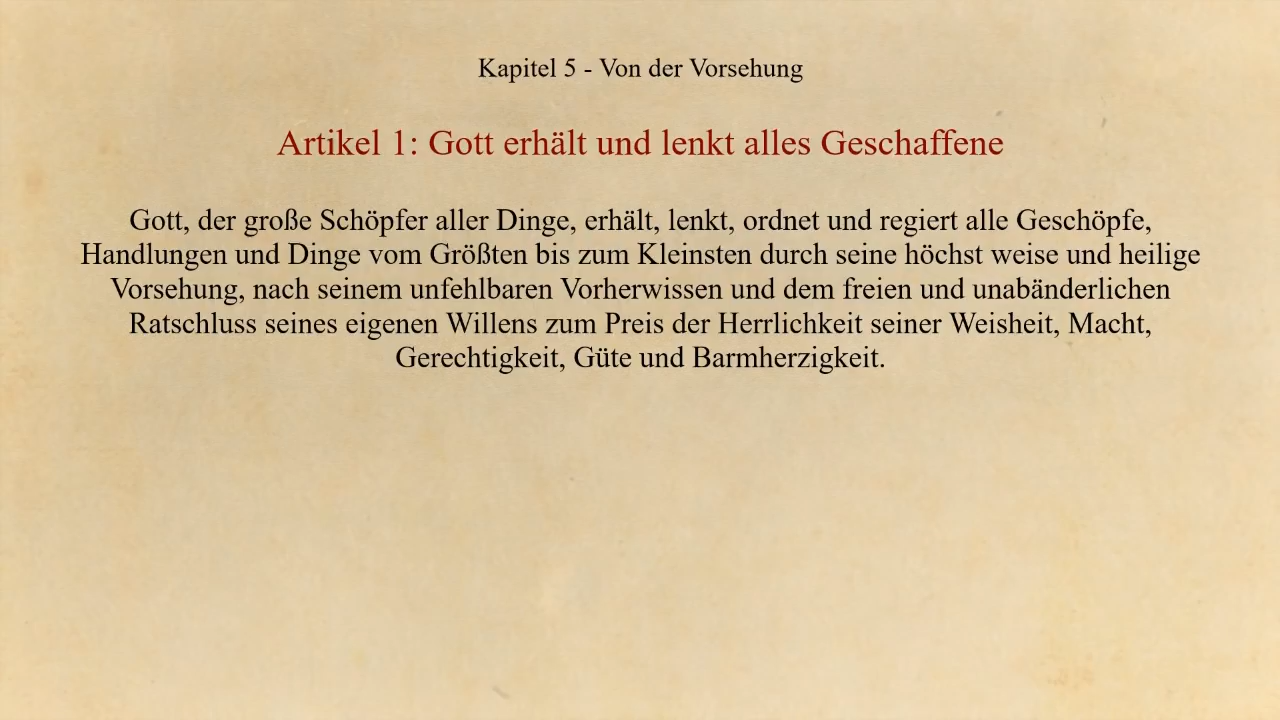 Kapitel 5 - Von der Vorsehung
Artikel 1: Gott erhält und lenkt alles Geschaffene
Gott, der große Schöpfer aller Dinge, erhält, lenkt, ordnet und regiert alle Geschöpfe,
Handlungen und Dinge vom Größten bis zum Kleinsten durch seine höchst weise und heilige
Vorsehung, nach seinem unfehlbaren Vorherwissen und dem freien und unabänderlichen
Ratschluss seines eigenen Willens zum Preis der Herrlichkeit seiner Weisheit, Macht,
Gerechtigkeit, Güte und Barmherzigkeit.